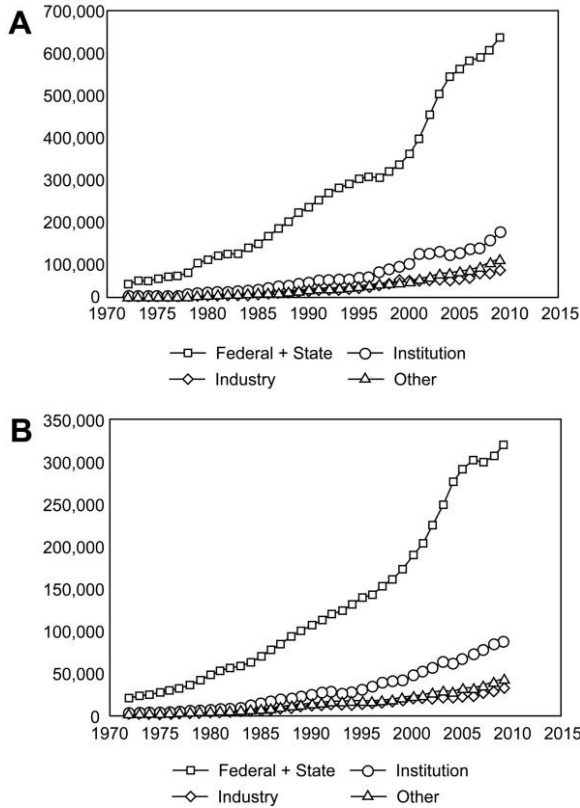 A
700,000
600,000
500,000
400,000
300,000
200,000
100,000
0
1970 1975 1980 1985 1990 1995 2000 2005 2010 2015
Federal + State Institution
Industry Other
B
350,000
300,000
250,000
200,000
150,000
100,000
50,000
0
1970 1975 1980 1985 1990 1995 2000 2005 2010 2015
Federal + State Institution
Industry Other